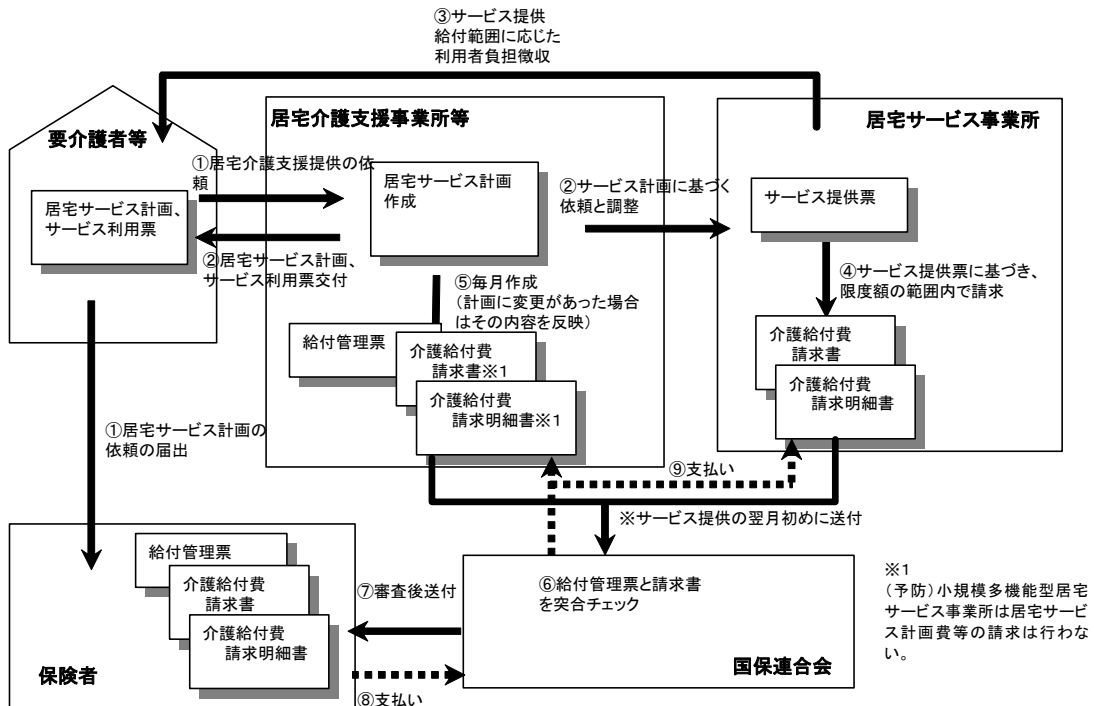 ③サービス提供
給付範囲に応じた
利用者負担徴収
要介護者等
居宅介護支援事業所等
居宅サービス事業所
①居宅介護支援提供の依
頼
居宅サービス計画、
サービス利用票
居宅サービス計画
作成
②サービス計画に基づく
依頼と調整
サービス提供票
②居宅サービス計画、
サービス利用票交付
⑤毎月作成
(計画に変更があった場合
はその内容を反映)
④サービス提供票に基づき、
限度額の範囲内で請求
給付管理票
介護給付費
請求書※1
介護給付費
請求明細書※1
介護給付費
請求書
介護給付費
請求明細書
①居宅サービス計画の
依頼の届出
⑨支払い
※サービス提供の翌月初めに送付
給付管理票
介護給付費
請求書
介護給付費
請求明細書
保険者
⑦審査後送付
⑧支払い
⑥給付管理票と請求書
を突合チェック
国保連合会
※1
(予防)小規模多機能型居宅
サービス事業所は居宅サービ
ス計画費等の請求は行わな
い。